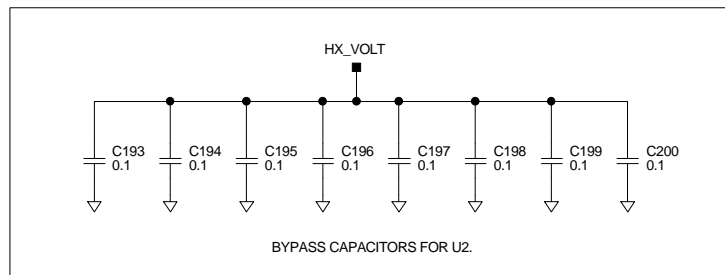 HX_VOLT
C193 C194 C195 C196 C197 C198 C199 C200
0.1 0.1 0.1 0.1 0.1 0.1 0.1 0.1
BYPASS CAPACITORS FOR U2.